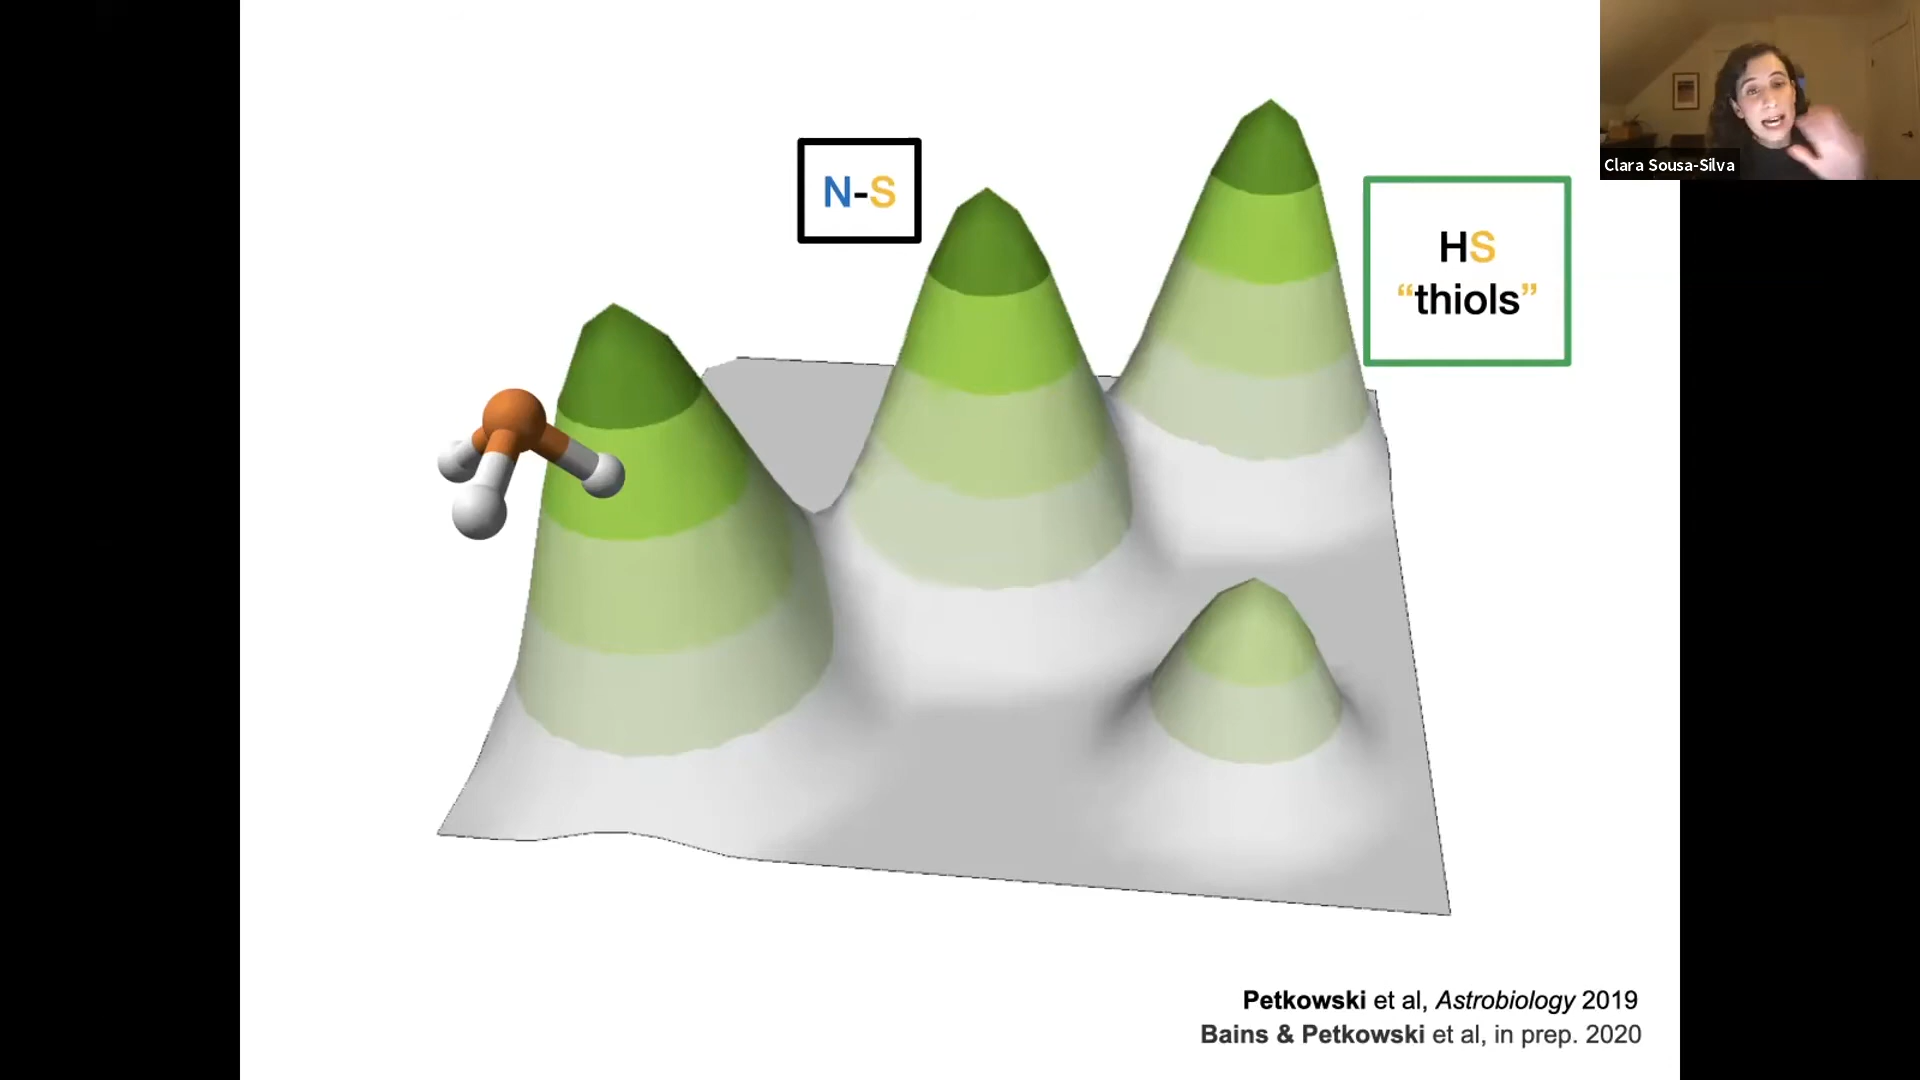 N-S
HS
“thiols”
Clara Sousa-Silva
Petkowski et al, Astrobiology 2019
Bains & Petkowski et al, in prep. 2020